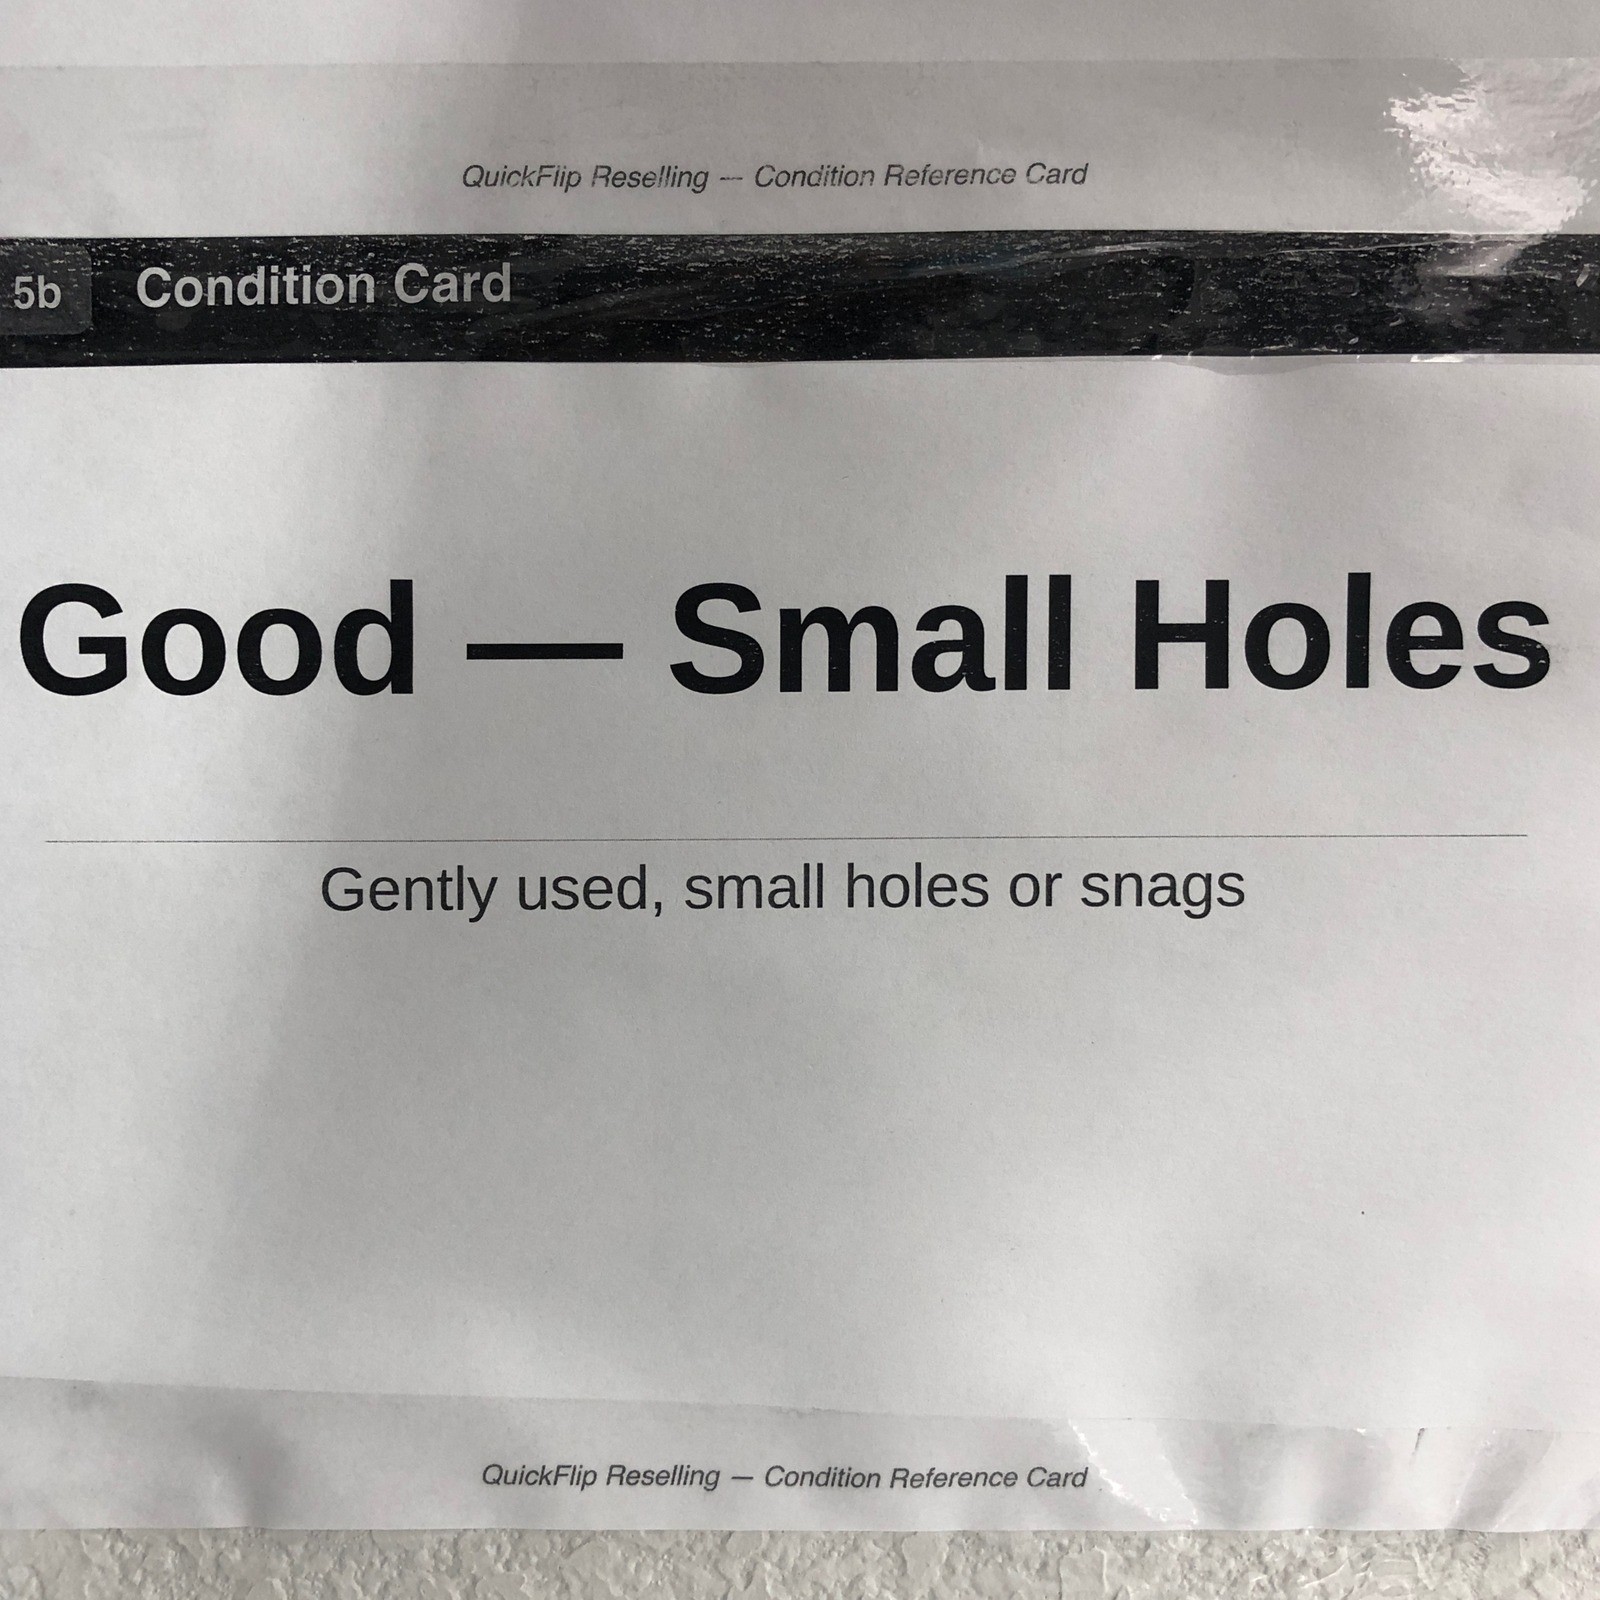 QuickFlip Reselling — Condition Reference Card
5b Condition Card
Good — Small Holes
Gently used, small holes or snags
QuickFlip Reselling — Condition Reference Card